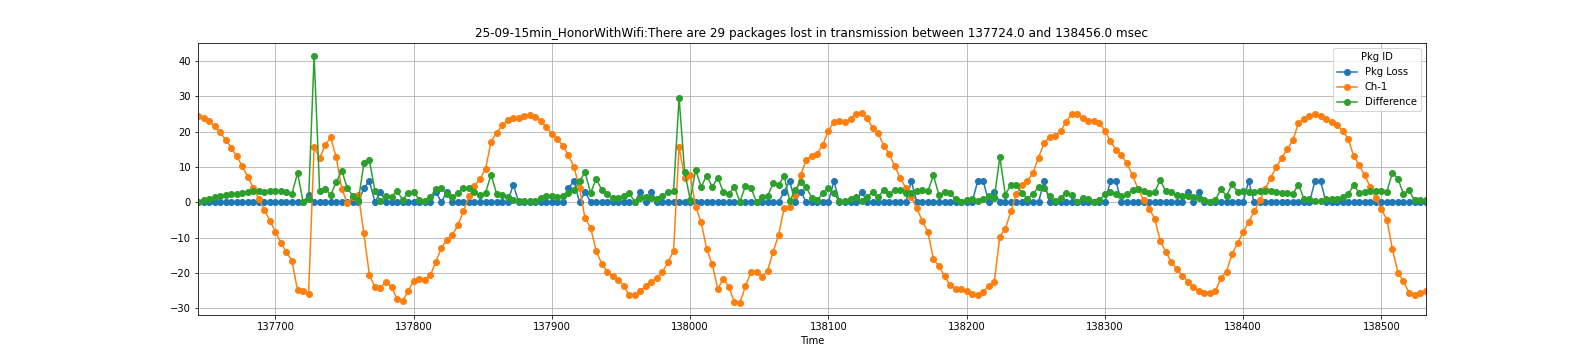 25-09-15min_HonorWithWifi:There are 29 packages lost in transmission between 137724.0 and 138456.0 msec
Pkg ID
Pkg Loss
Ch-1
Difference
40
30
20
10
0
−10
−20
−30
137700 137800 137900 138000 138100 138200 138300 138400 138500
Time